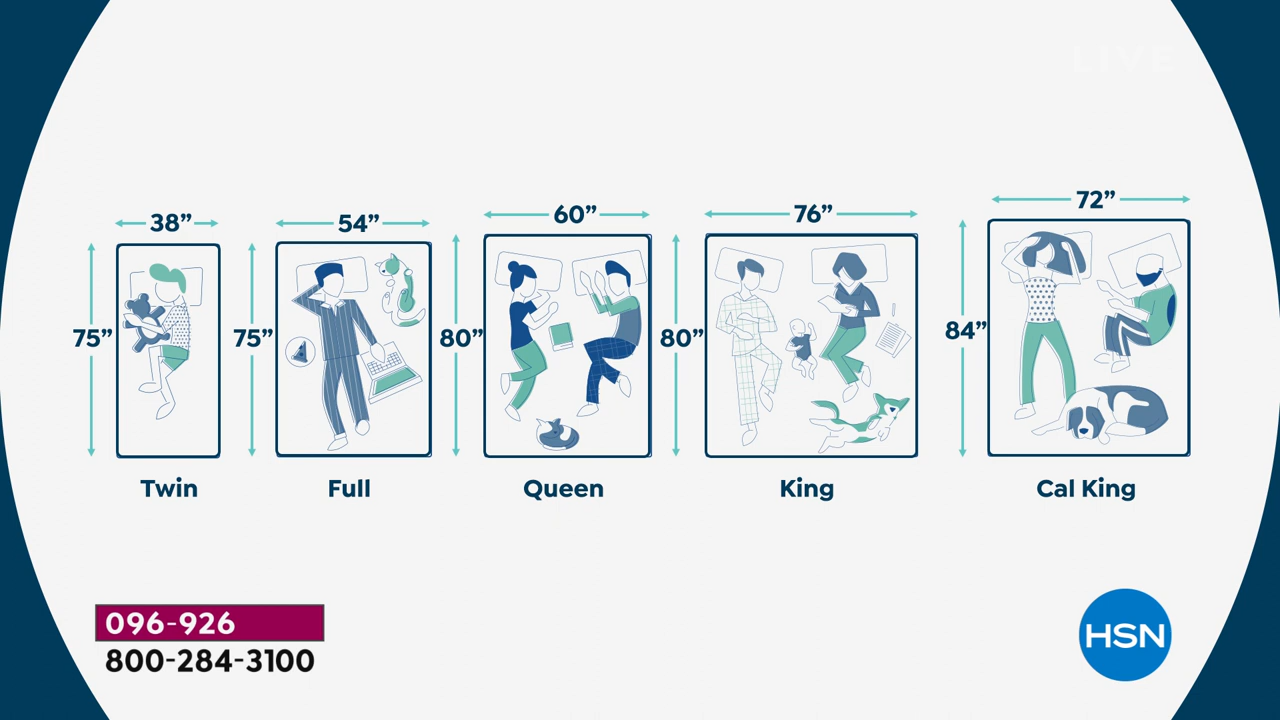 LIVE
38”
54”
60”
76”
72”
75”
75”
80”
80”
84”
Twin
Full
Queen
King
Cal King
096-926
800-284-3100
HSN